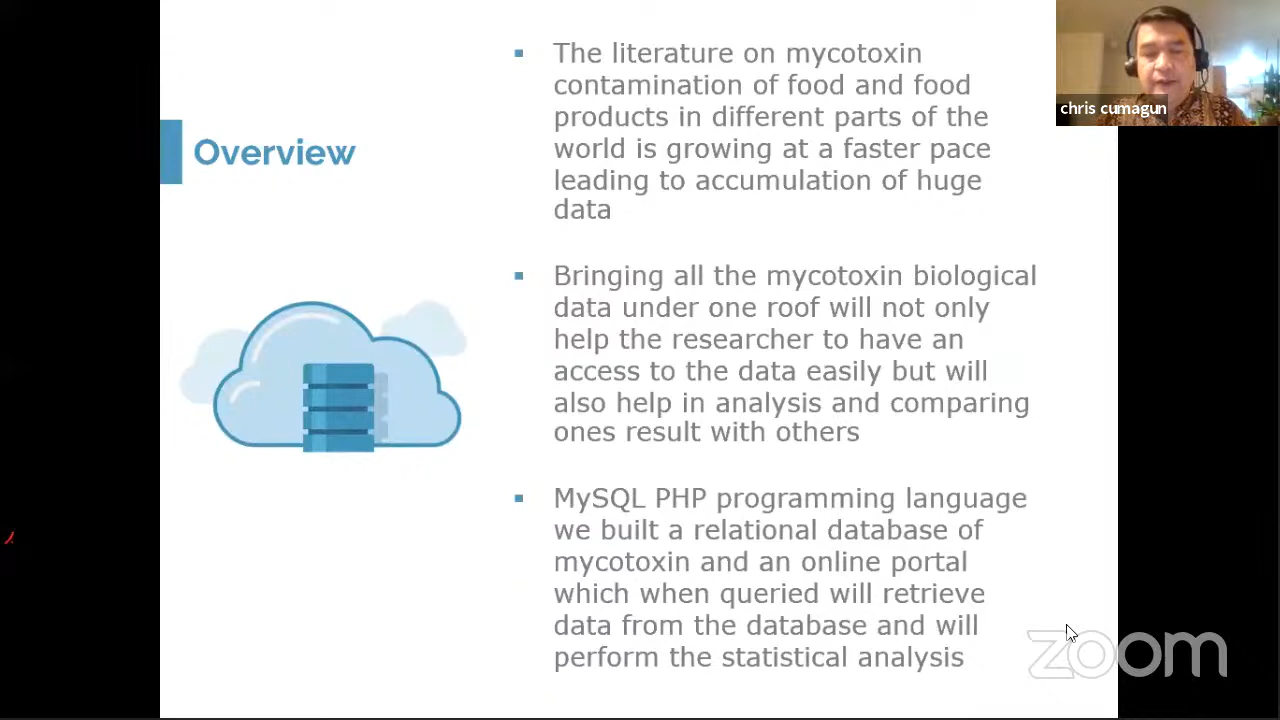 Overview
The literature on mycotoxin
contamination of food and food
products in different parts of the
world is growing at a faster pace
leading to accumulation of huge
data
Bringing all the mycotoxin biological
data under one roof will not only
help the researcher to have an
access to the data easily but will
also help in analysis and comparing
ones result with others
MySQL PHP programming language
we built a relational database of
mycotoxin and an online portal
which when queried will retrieve
data from the database and will
perform the statistical analysis
chris cumagun
zoom